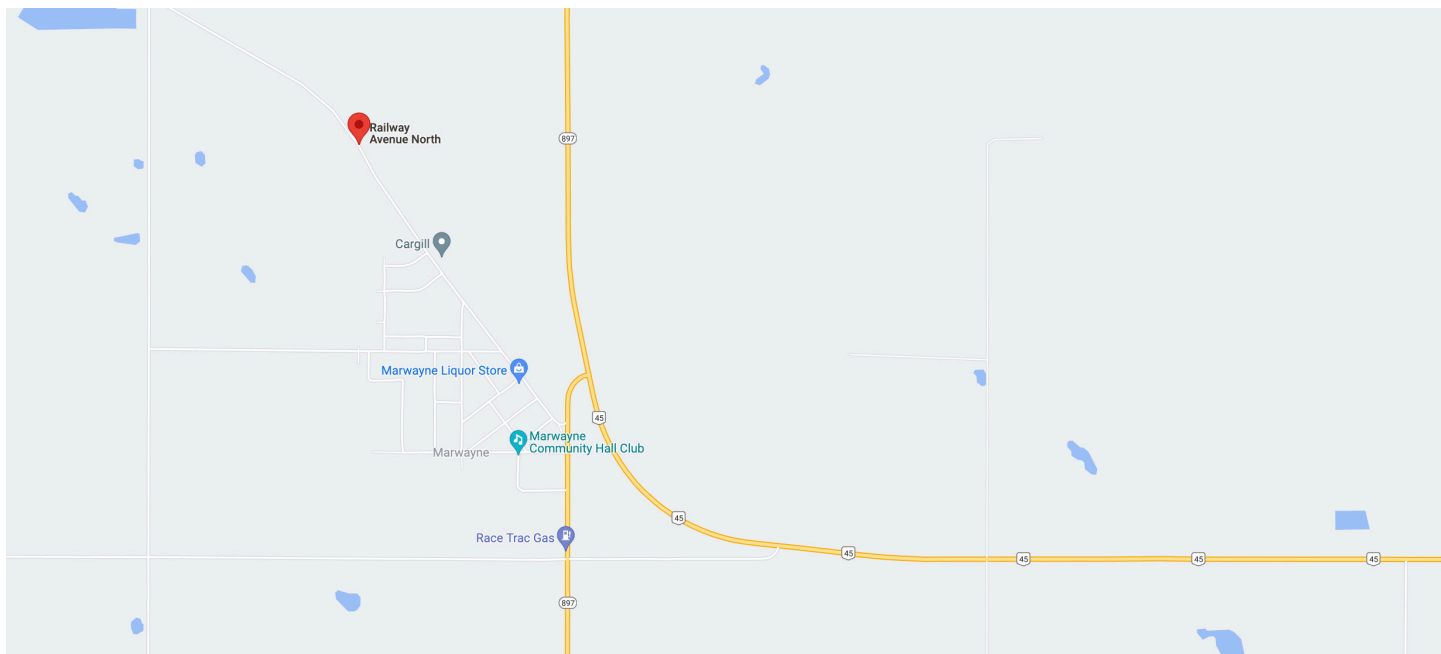 Railway
Avenue North
897
Cargill
Marwayne Liquor Store
45
Marwayne
Community Hall Club
Marwayne
45
Race Trac Gas
45
45
45
45
897